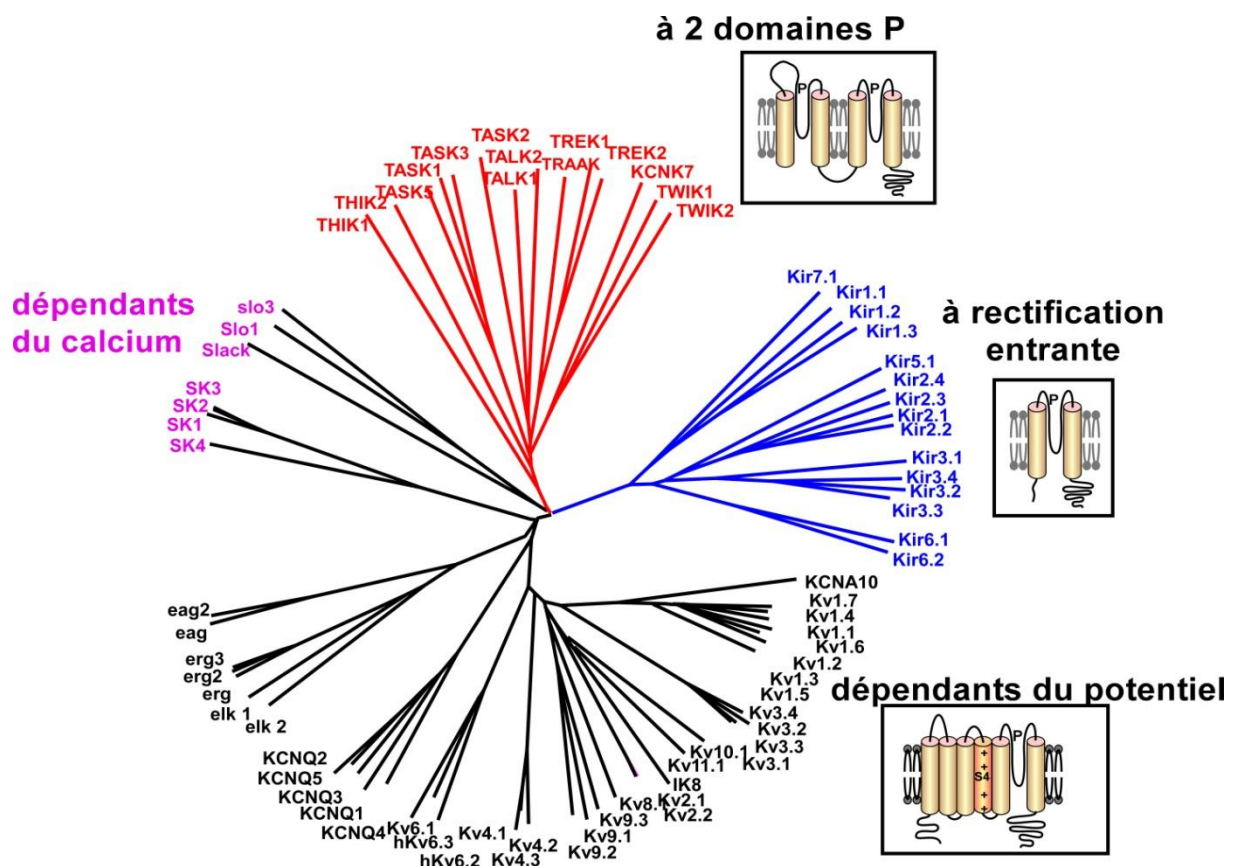 à 2 domaines P
P
P
TASK2
TREK1
TASK3
TALK2
TREK2
TASK1
TRAAK
KCNK7
TALK1
THIK2
TASK5
TWIK1
THIK1
TWIK2
dépendants
du calcium
slo3
Slo1
Slack
SK3
SK2
SK1
SK4
Kir7.1
Kir1.1
Kir1.2
Kir1.3
Kir5.1
Kir2.4
Kir2.3
Kir2.1
Kir2.2
Kir3.1
Kir3.4
Kir3.2
Kir3.3
Kir6.1
Kir6.2
à rectification
entrante
P
KCNA10
Kv1.7
Kv1.4
Kv1.1
Kv1.6
Kv1.2
Kv1.3
Kv1.5
Kv3.4
Kv3.2
Kv3.3
Kv3.1
Kv10.1
Kv11.1
IK8
Kv2.1
Kv2.2
Kv8.1
Kv9.3
Kv9.1
Kv9.2
Kv4.1
Kv4.2
Kv4.3
Kv6.1
hKv6.3
hKv6.2
KCNQ2
KCNQ5
KCNQ3
KCNQ1
KCNQ4
eag2
eag
erg3
erg2
erg
elk 1
elk 2
dépendants du potentiel
P
+
+
S4
+
+